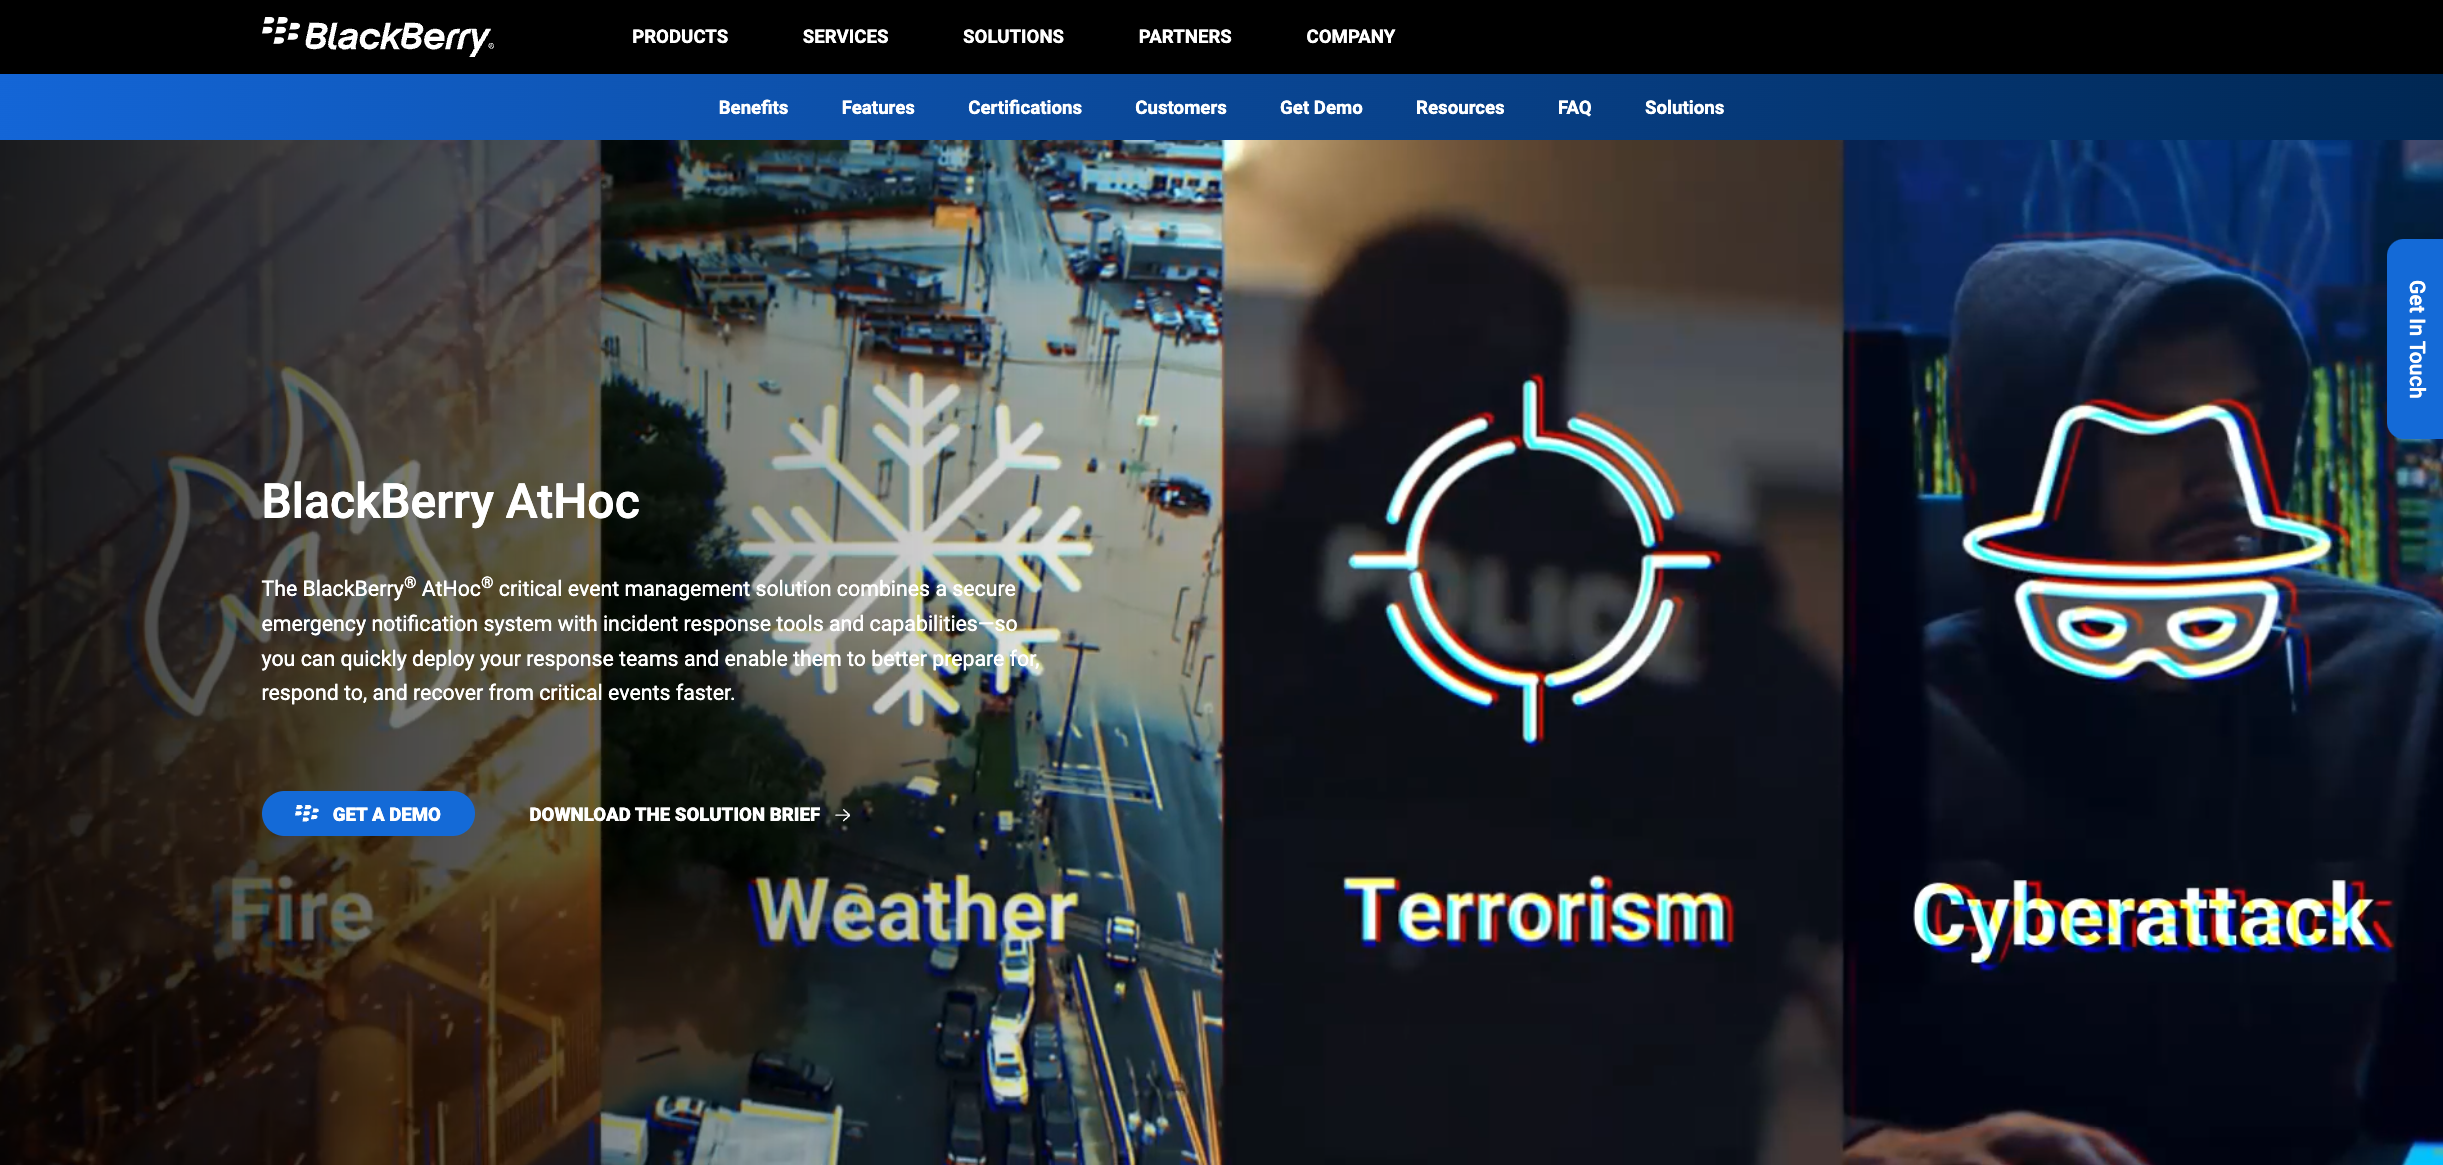 BlackBerry®
PRODUCTS SERVICES SOLUTIONS PARTNERS COMPANY
Benefits Features Certifications Customers Get Demo Resources FAQ Solutions
Get In Touch
BlackBerry AtHoc
The BlackBerry® AtHoc® critical event management solution combines a secure
emergency notification system with incident response tools and capabilities—so
you can quickly deploy your response teams and enable them to better prepare for,
respond to, and recover from critical events faster.
POLICE
GET A DEMO DOWNLOAD THE SOLUTION BRIEF →
Fire Weather Terrorism Cyberattack